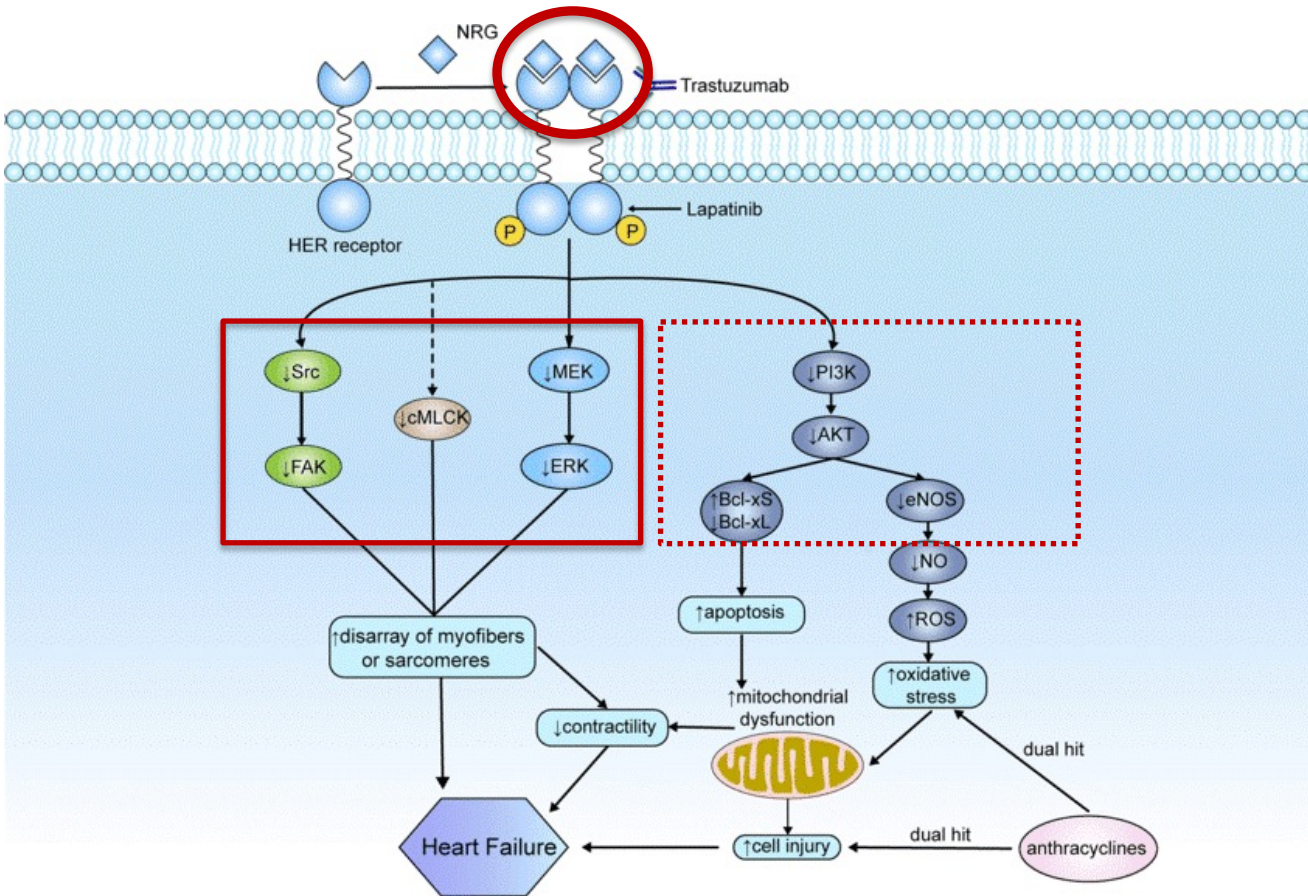 NRG
Trastuzumab
HER receptor
P
P
Lapatinib
↓Src
↓FAK
↓cMLCK
↓MEK
↓ERK
↓PI3K
↓AKT
↑Bcl-xS
↓Bcl-xL
↓eNOS
↓NO
↑ROS
↑apoptosis
↑oxidative
stress
↑disarray of myofibers
or sarcomeres
↑mitochondrial
dysfunction
↓contractility
dual hit
Heart Failure
↑cell injury
dual hit
anthracyclines